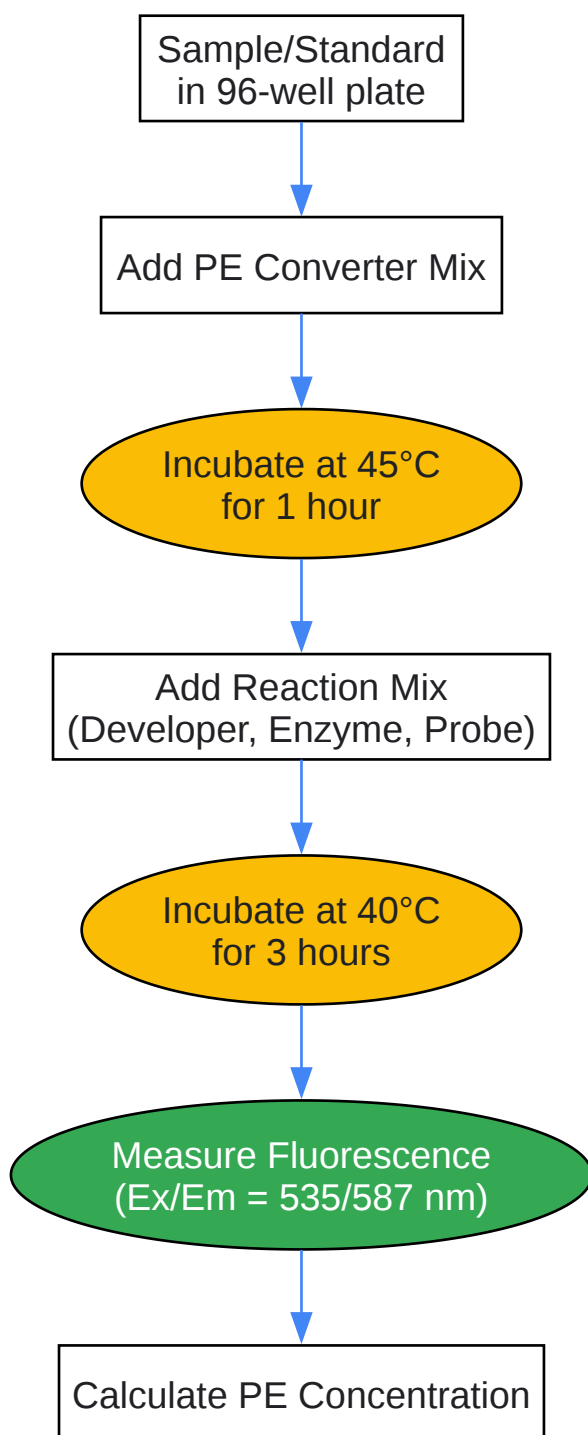 Sample/Standard
in 96-well plate
Add PE Converter Mix
Incubate at 45°C
for 1 hour
Add Reaction Mix
(Developer, Enzyme, Probe)
Incubate at 40°C
for 3 hours
Measure Fluorescence
(Ex/Em = 535/587 nm)
Calculate PE Concentration